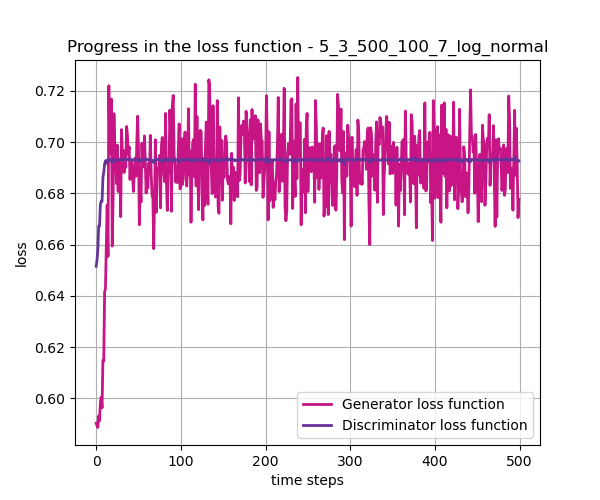 Progress in the loss function - 5_3_500_100_7_log_normal
0.72
0.70
0.68
0.66
0.64
0.62
0.60
loss
0 100 200 300 400 500
time steps
Generator loss function
Discriminator loss function